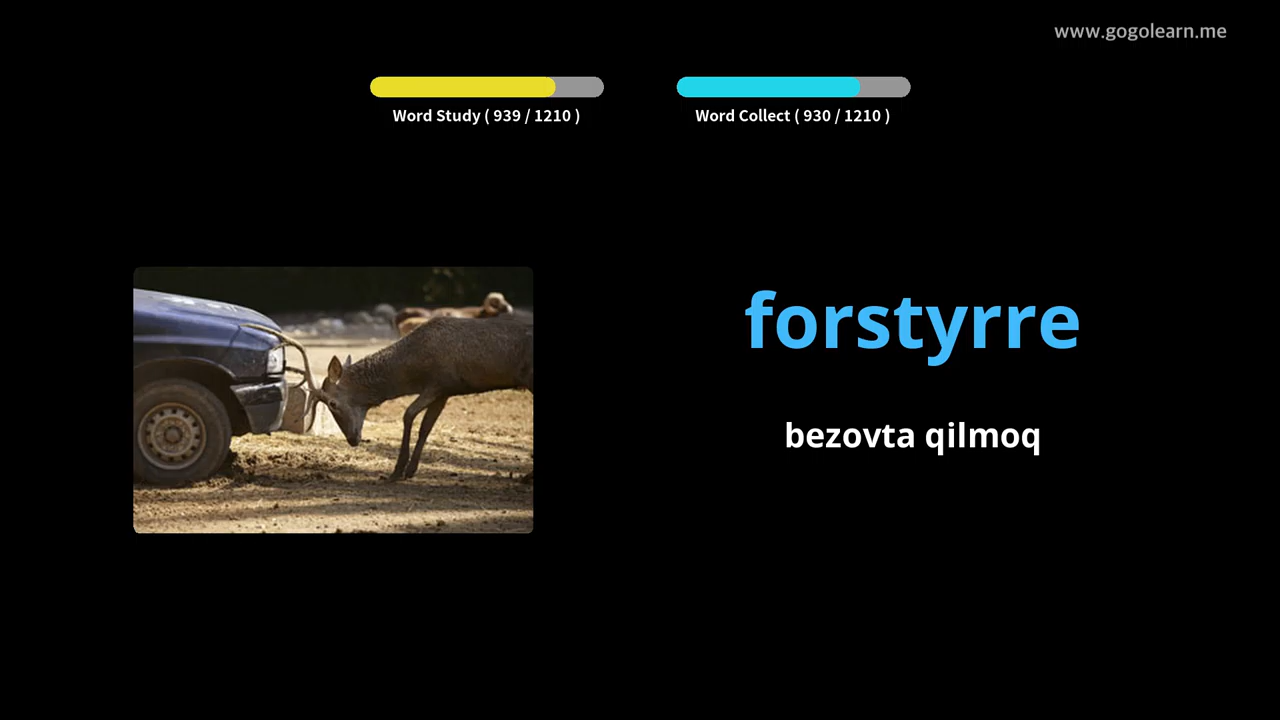 www.gogolearn.me
Word Study ( 939 / 1210 )
Word Collect ( 930 / 1210 )
forstyrre
bezovta qilmoq